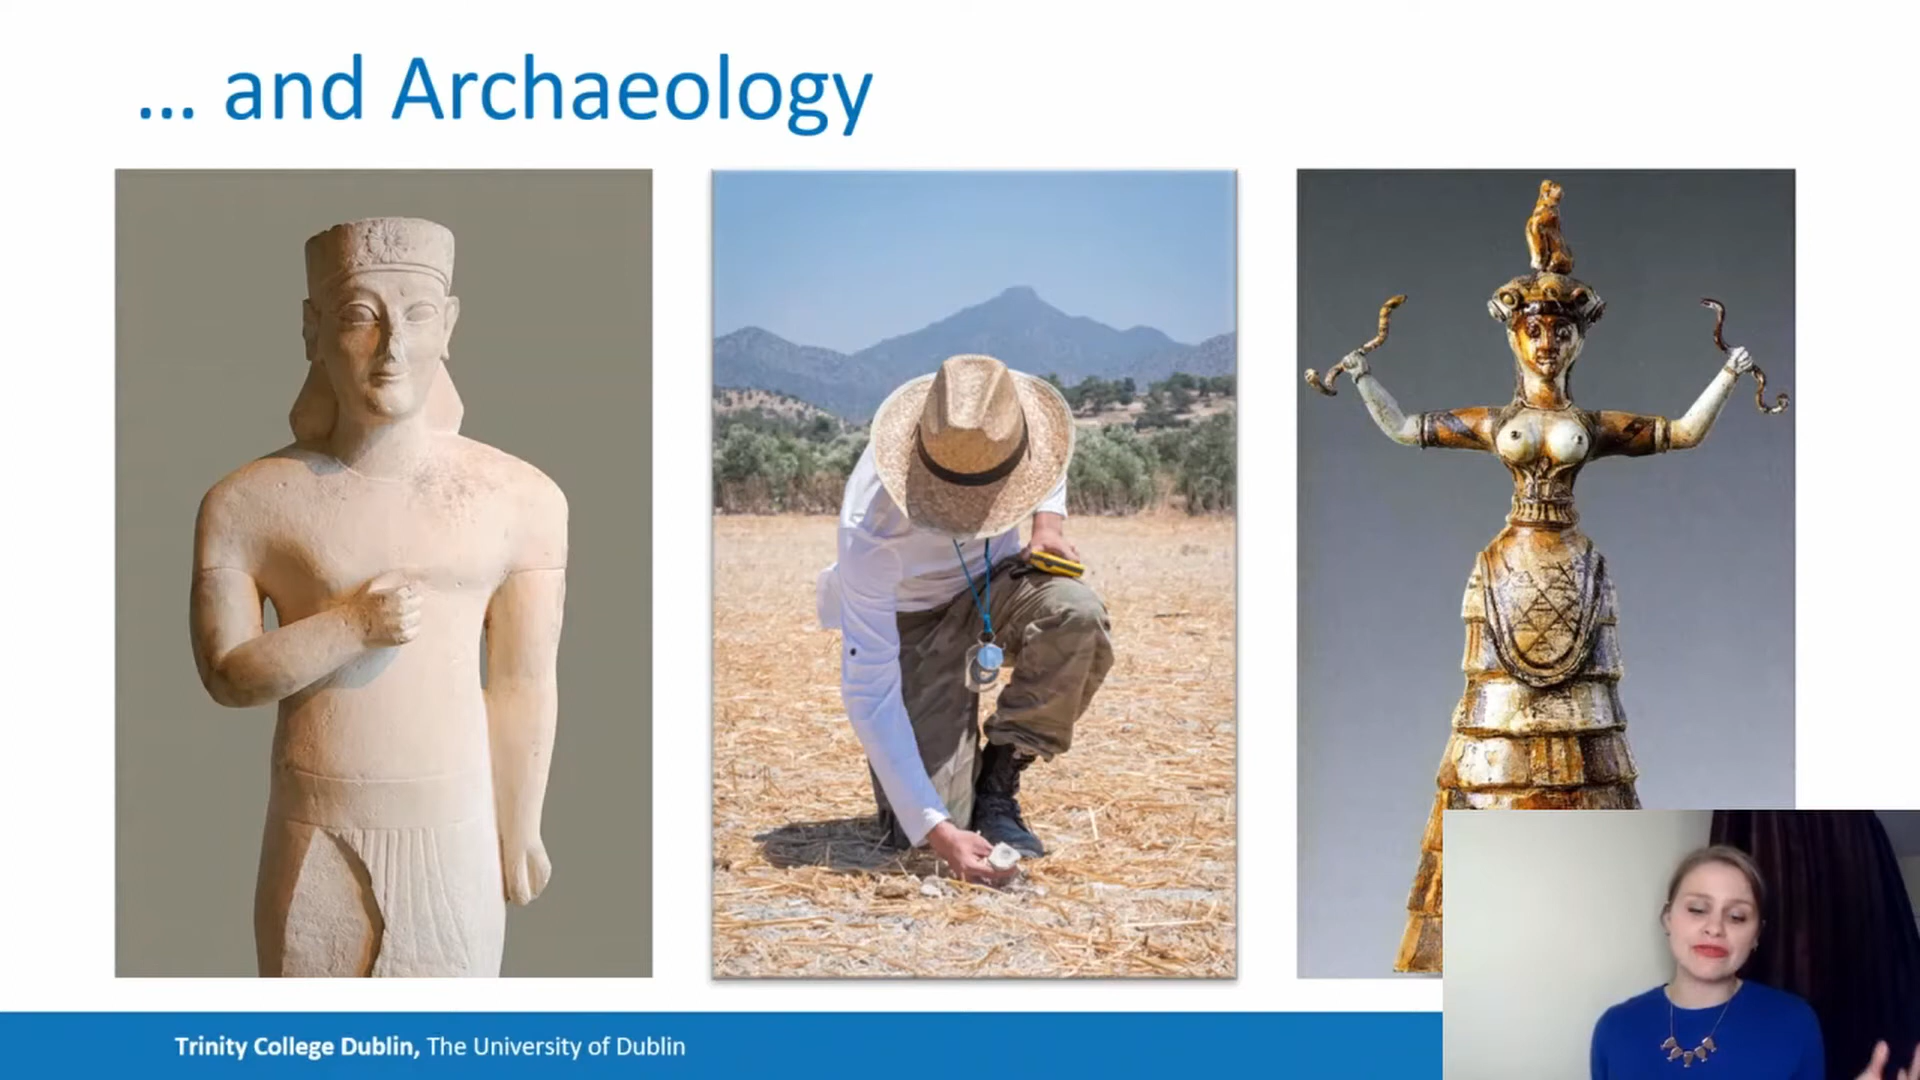 ... and Archaeology
Trinity College Dublin, The University of Dublin